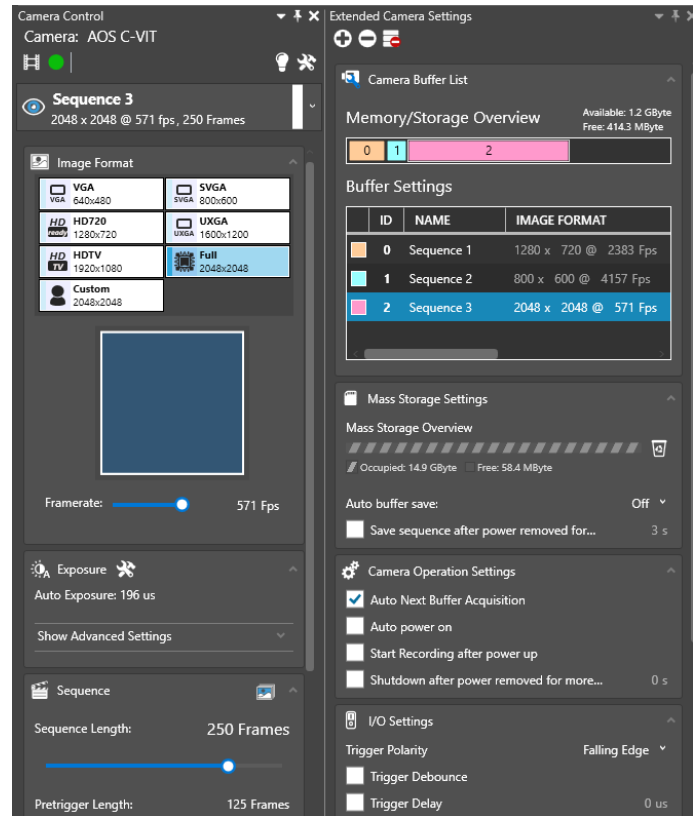 Camera Control
Camera: AOS C-VIT
Sequence 3
2048 x 2048 @ 571 fps, 250 Frames
Image Format
VGA
VGA
640x480
SVGA
SVGA
800x600
HD
ready
HD720
1280x720
UXGA
UXGA
1600x1200
HD
TV
HDTV
1920x1080
Full
2048x2048
Custom
2048x2048
Framerate:
571 Fps
A
Exposure
Auto Exposure: 196 us
Show Advanced Settings
Sequence
Sequence Length:
250 Frames
Pretrigger Length:
125 Frames
Extended Camera Settings
Camera Buffer List
Memory/Storage Overview
Available: 1.2 GByte
Free: 414.3 MByte
0 1 2
Buffer Settings
ID NAME IMAGE FORMAT
0 Sequence 1 1280 x 720 @ 2383 Fps
1 Sequence 2 800 x 600 @ 4157 Fps
2 Sequence 3 2048 x 2048 @ 571 Fps
Mass Storage Settings
Mass Storage Overview
Occupied: 14.9 GByte Free: 58.4 MByte
Auto buffer save: Off
Save sequence after power removed for... 3 s
Camera Operation Settings
Auto Next Buffer Acquisition
Auto power on
Start Recording after power up
Shutdown after power removed for more... 0 s
I/O Settings
Trigger Polarity Falling Edge
Trigger Debounce
Trigger Delay 0 us